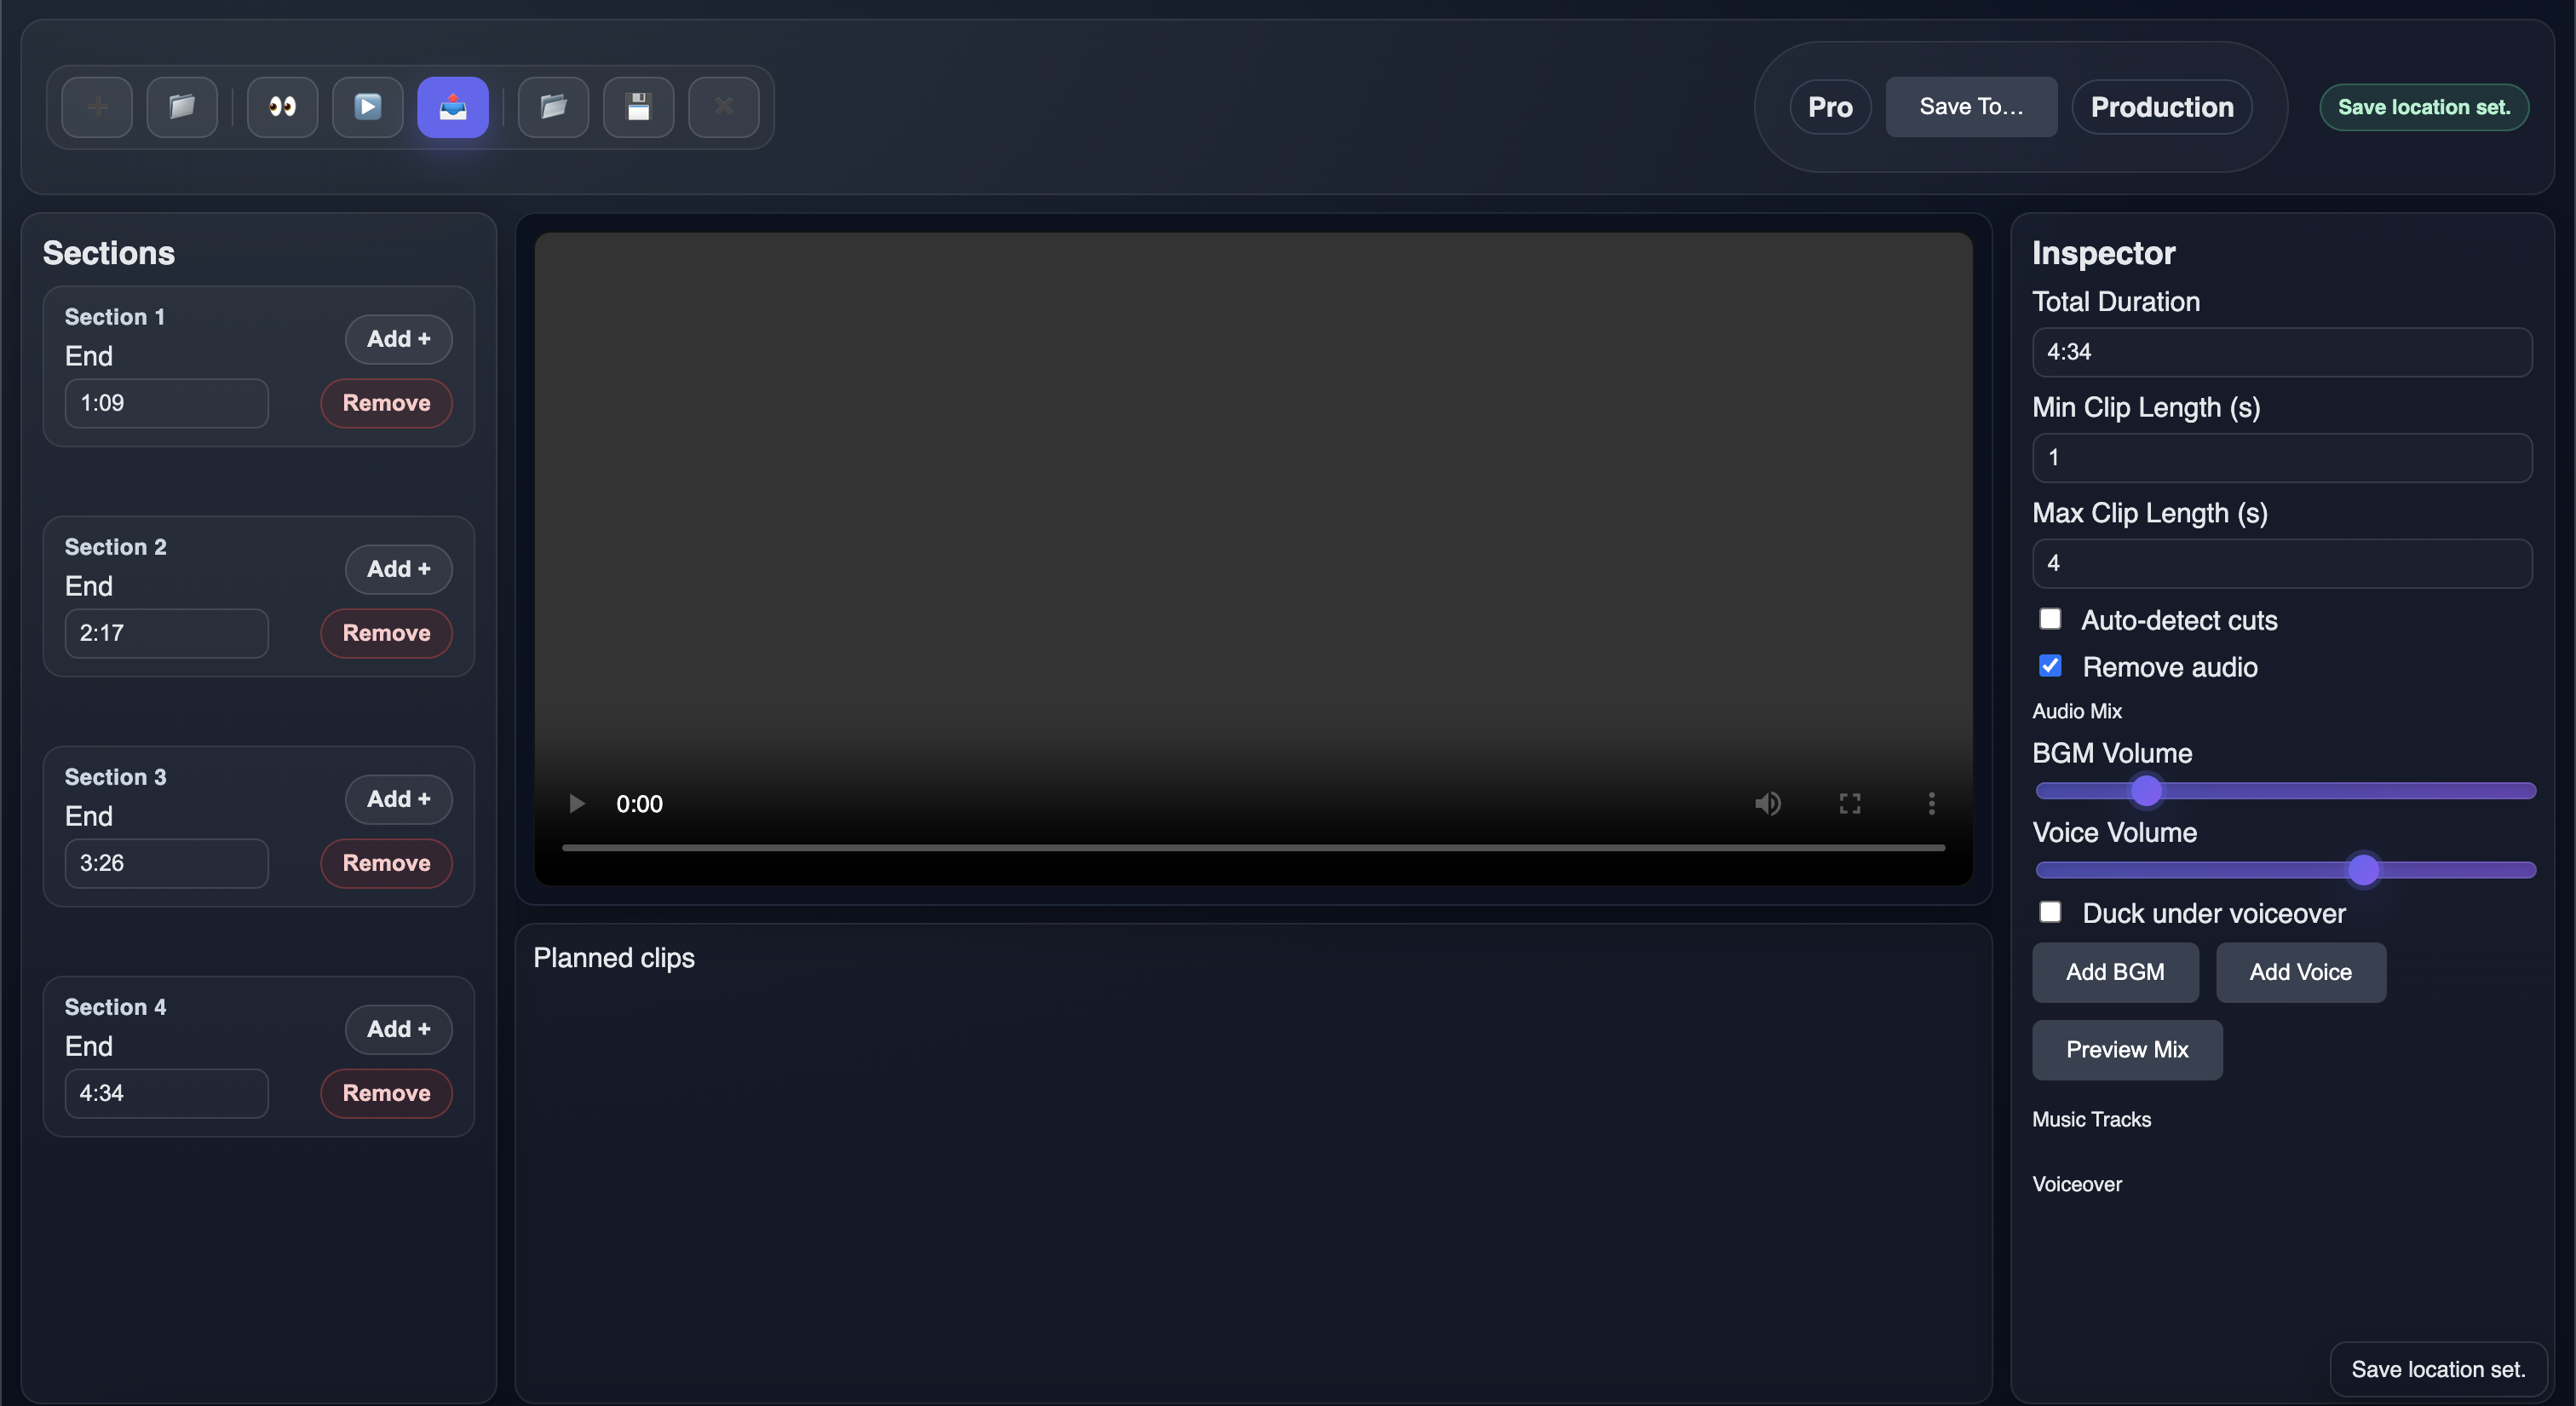 Pro
Save To...
Production
Save location set.
Sections
Section 1
Add +
End
1:09
Remove
Section 2
Add +
End
2:17
Remove
Section 3
Add +
End
3:26
Remove
Section 4
Add +
End
4:34
Remove
0:00
Planned clips
Inspector
Total Duration
4:34
Min Clip Length (s)
1
Max Clip Length (s)
4
Auto-detect cuts
Remove audio
Audio Mix
BGM Volume
Voice Volume
Duck under voiceover
Add BGM
Add Voice
Preview Mix
Music Tracks
Voiceover
Save location set.